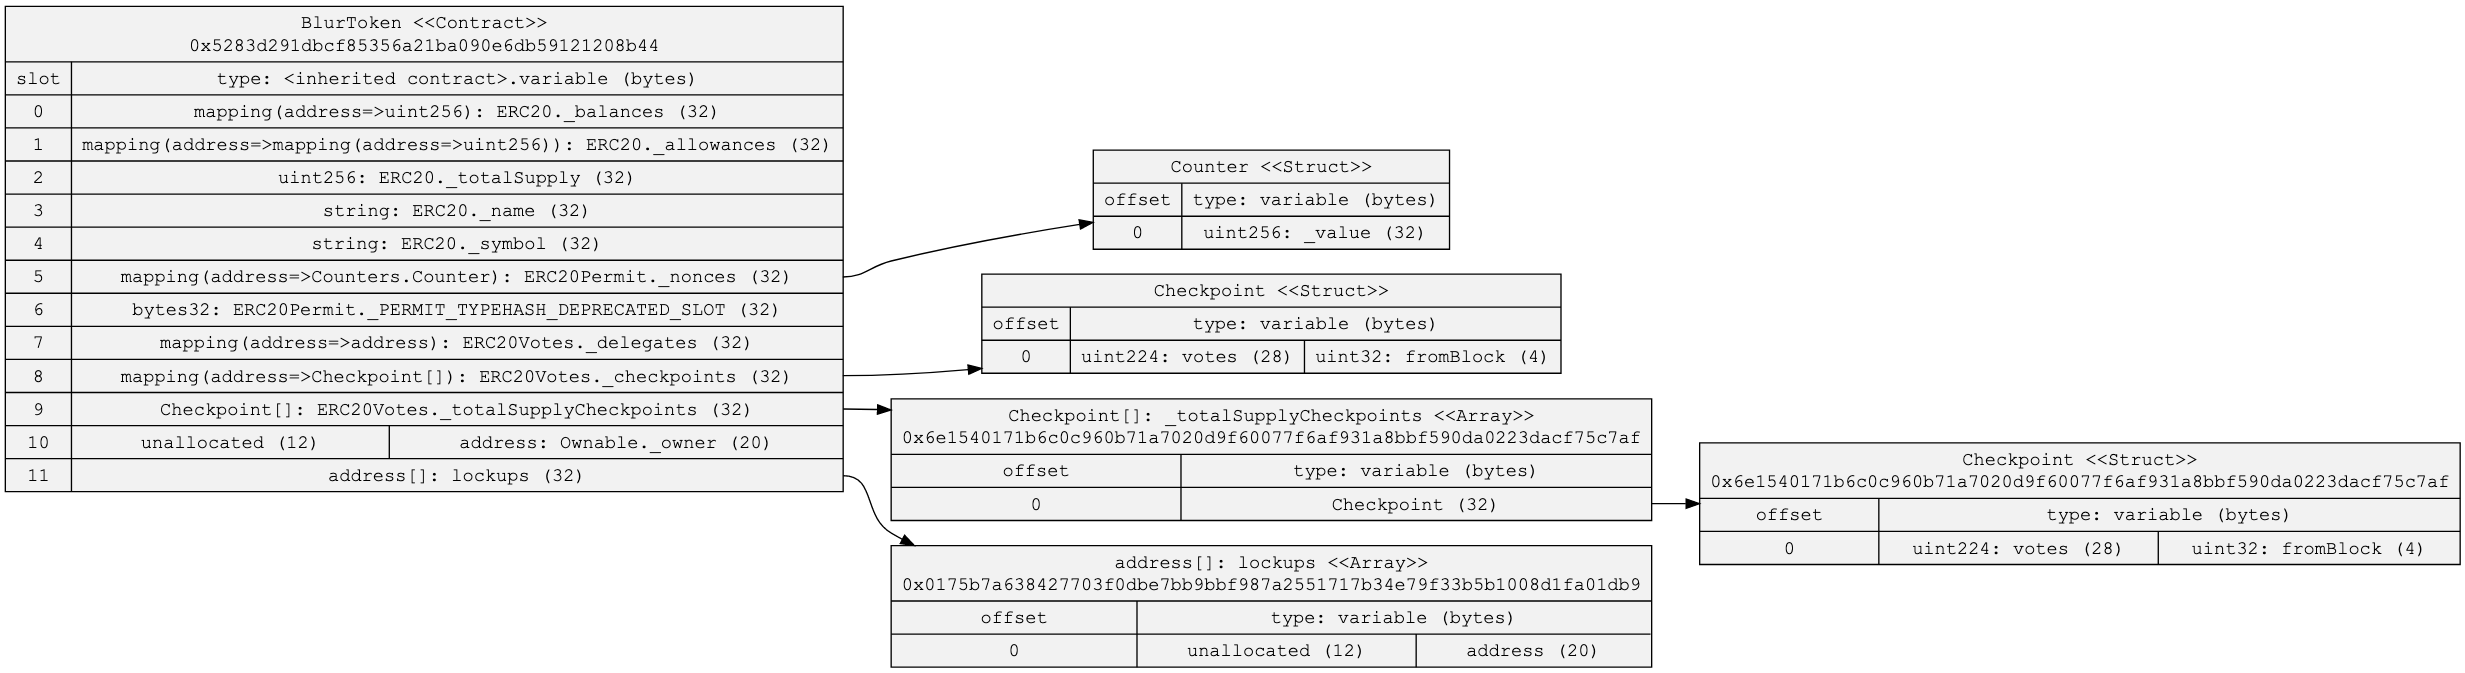 BlurToken <<Contract>>
0x5283d291dbcf85356a21ba090e6db59121208b44
slot type: <inherited contract>.variable (bytes)
0 mapping(address=>uint256): ERC20._balances (32)
1 mapping(address=>mapping(address=>uint256)): ERC20._allowances (32)
2 uint256: ERC20._totalSupply (32)
3 string: ERC20._name (32)
4 string: ERC20._symbol (32)
5 mapping(address=>Counters.Counter): ERC20Permit._nonces (32)
6 bytes32: ERC20Permit._PERMIT_TYPEHASH_DEPRECATED_SLOT (32)
7 mapping(address=>address): ERC20Votes._delegates (32)
8 mapping(address=>Checkpoint[]): ERC20Votes._checkpoints (32)
9 Checkpoint[]: ERC20Votes._totalSupplyCheckpoints (32)
10 unallocated (12) address: Ownable._owner (20)
11 address[]: lockups (32)
Counter <<Struct>>
offset type: variable (bytes)
0 uint256: _value (32)
Checkpoint <<Struct>>
offset type: variable (bytes)
0 uint224: votes (28) uint32: fromBlock (4)
Checkpoint[]: _totalSupplyCheckpoints <<Array>>
0x6e1540171b6c0c960b71a7020d9f60077f6af931a8bbf590da0223dacf75c7af
offset type: variable (bytes)
0 Checkpoint (32)
address[]: lockups <<Array>>
0x0175b7a638427703f0dbe7bb9bbf987a2551717b34e79f33b5b1008d1fa01db9
offset type: variable (bytes)
0 unallocated (12) address (20)
Checkpoint <<Struct>>
0x6e1540171b6c0c960b71a7020d9f60077f6af931a8bbf590da0223dacf75c7af
offset type: variable (bytes)
0 uint224: votes (28) uint32: fromBlock (4)